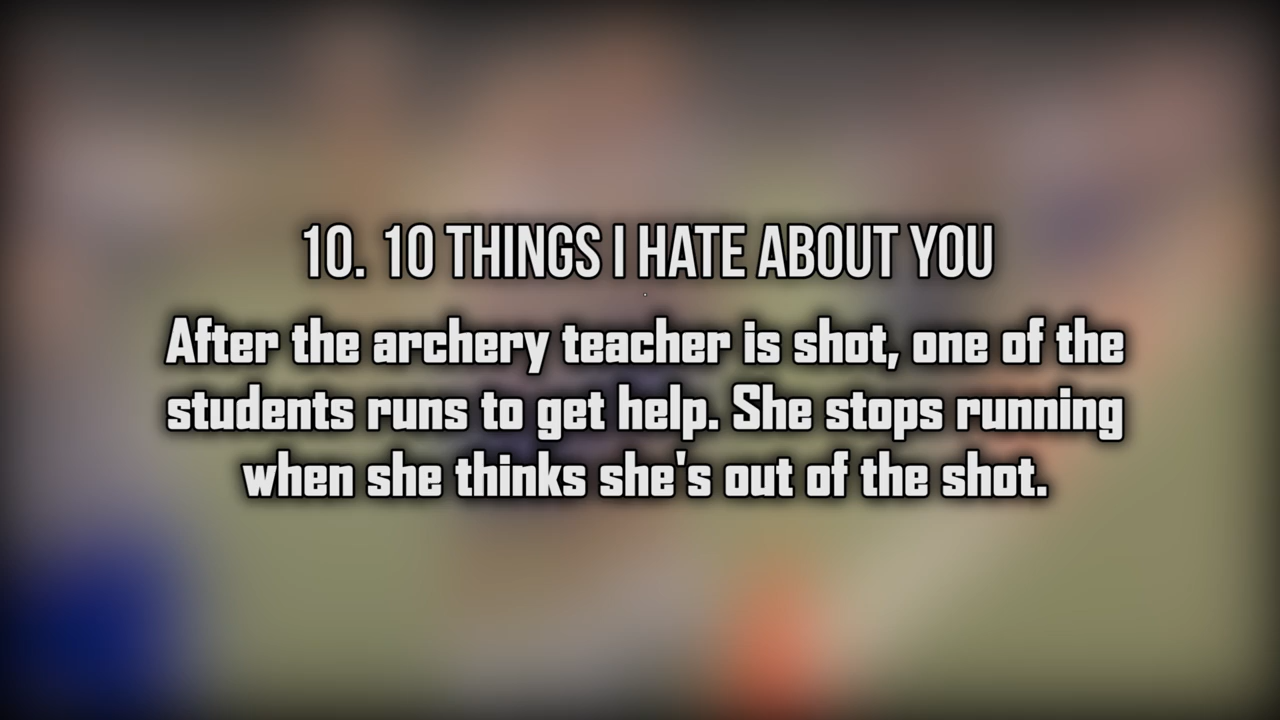 10. 10 THINGS I HATE ABOUT YOU
After the archery teacher is shot, one of the
students runs to get help. She stops running
when she thinks she's out of the shot.